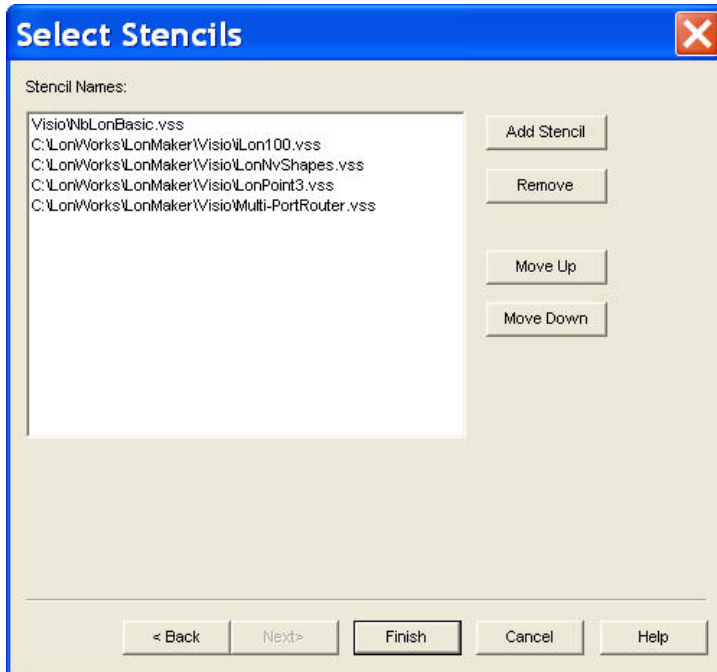 Select Stencils
Stencil Names:
Visio\NbLonBasic.vss
C:\LonWorks\LonMaker\Visio\iLon100.vss
C:\LonWorks\LonMaker\Visio\LonNvShapes.vss
C:\LonWorks\LonMaker\Visio\LonPoint3.vss
C:\LonWorks\LonMaker\Visio\Multi-PortRouter.vss
Add Stencil
Remove
Move Up
Move Down
< Back
Next>
Finish
Cancel
Help